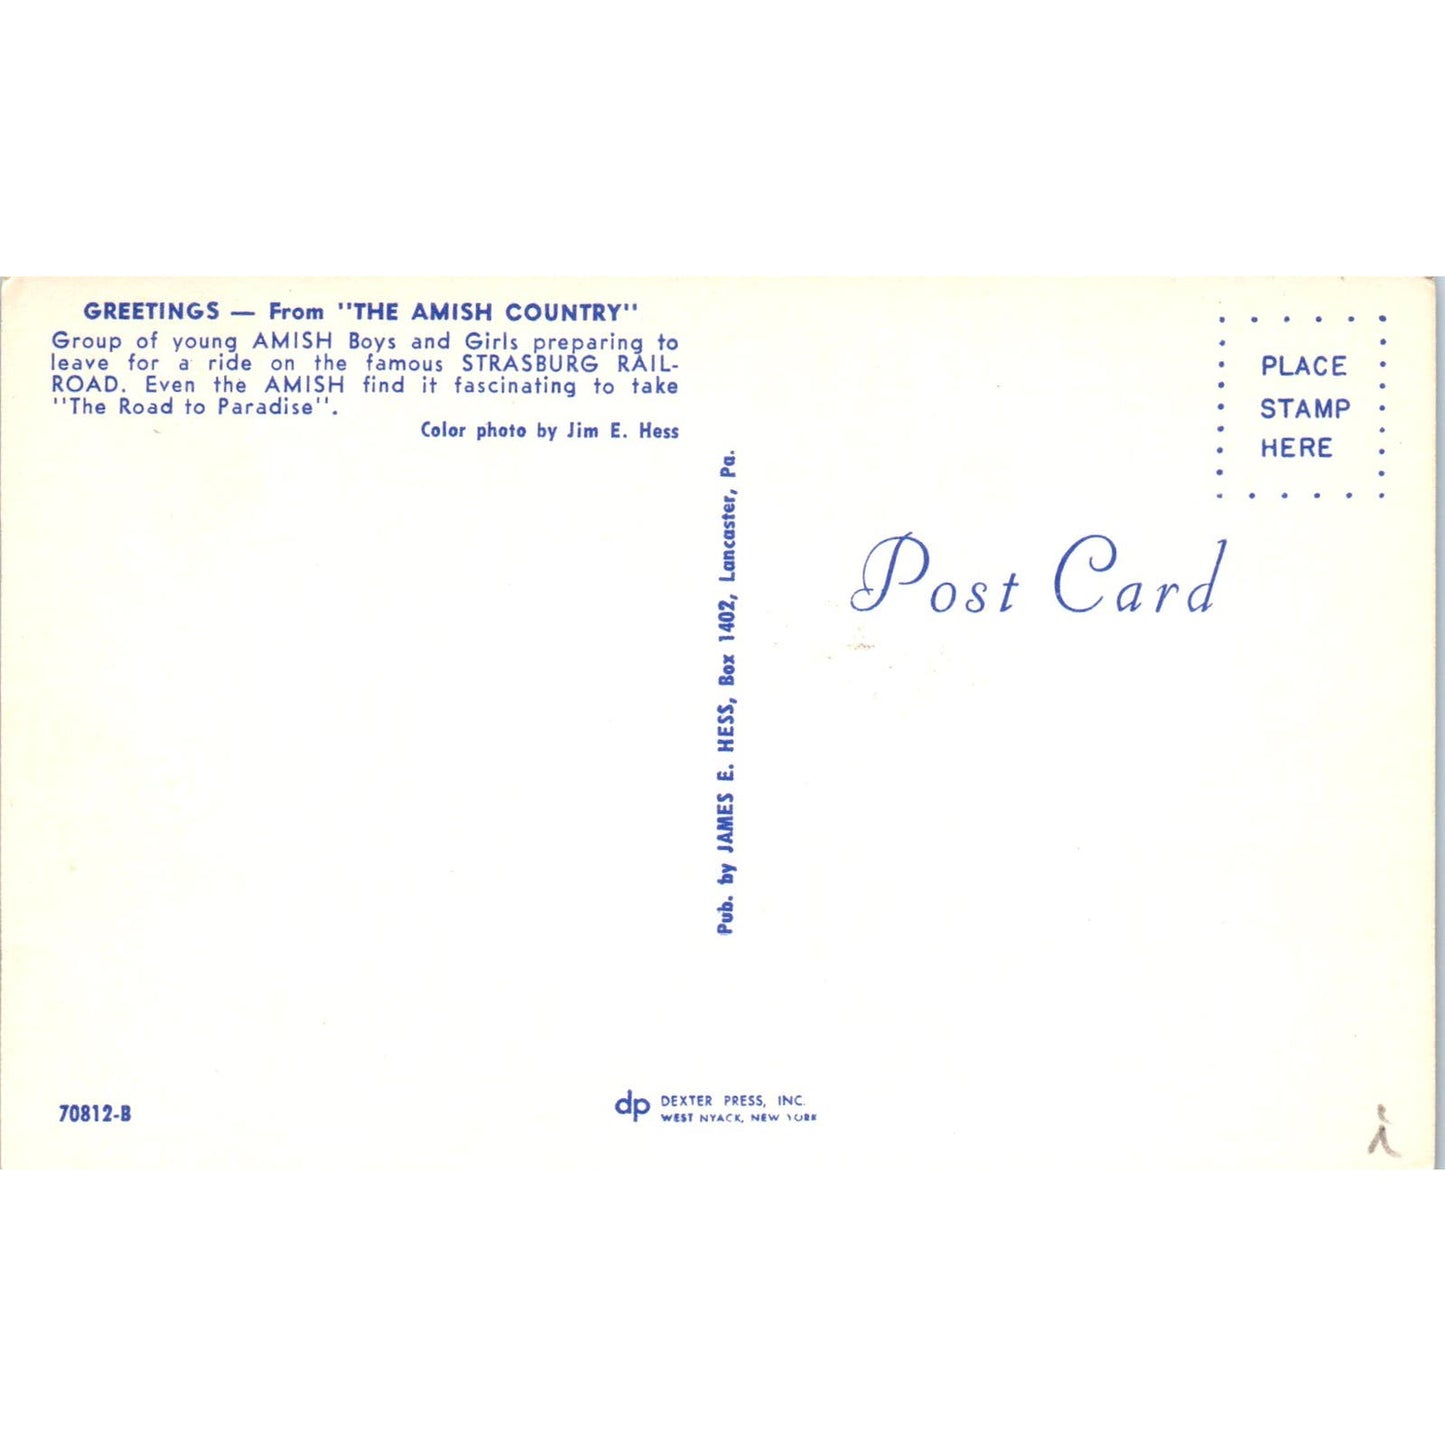 GREETINGS — From "THE AMISH COUNTRY"
Group of young AMISH Boys and Girls preparing to
leave for a ride on the famous STRASBURG RAIL-
ROAD. Even the AMISH find it fascinating to take
"The Road to Paradise".
Color photo by Jim E. Hess
Pub. by JAMES E. HESS, Box 1402, Lancaster, Pa.
PLACE
STAMP
HERE
Post Card
70812-B
dp DEXTER PRESS, INC.
WEST NYACK, NEW YORK
i